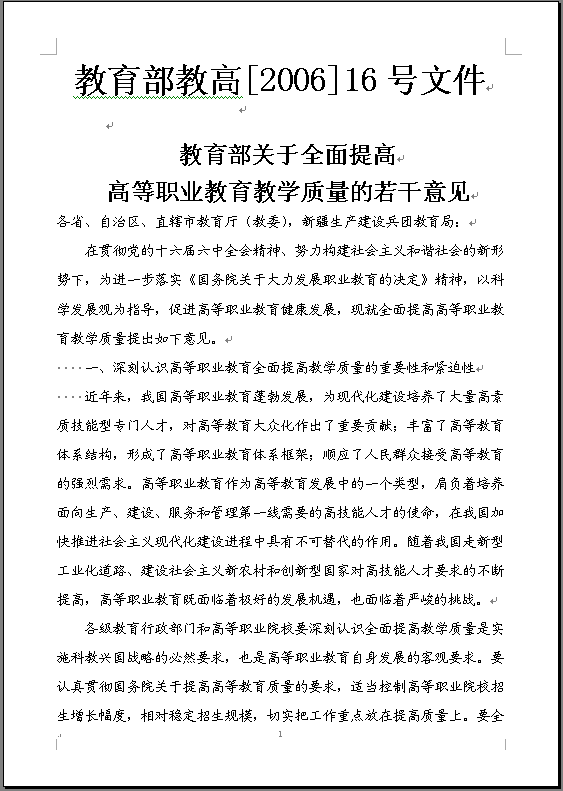 教育部教高[2006]16号文件
教育部关于全面提高
高等职业教育教学质量的若干意见
各省、自治区、直辖市教育厅（教委），新疆生产建设兵团教育局：
在贯彻党的十六届六中全会精神、努力构建社会主义和谐社会的新形
势下，为进一步落实《国务院关于大力发展职业教育的决定》精神，以科
学发展观为指导，促进高等职业教育健康发展，现就全面提高高等职业教
育教学质量提出如下意见。
一、深刻认识高等职业教育全面提高教学质量的重要性和紧迫性
近年来，我国高等职业教育蓬勃发展，为现代化建设培养了大量高素
质技能型专门人才，对高等教育大众化作出了重要贡献；丰富了高等教育
体系结构，形成了高等职业教育体系框架；顺应了人民群众接受高等教育
的强烈需求。高等职业教育作为高等教育发展中的一个类型，肩负着培养
面向生产、建设、服务和管理第一线需要的高技能人才的使命，在我国加
快推进社会主义现代化建设进程中具有不可替代的作用。随着我国走新型
工业化道路、建设社会主义新农村和创新型国家对高技能人才要求的不断
提高，高等职业教育既面临着极好的发展机遇，也面临着严峻的挑战。
各级教育行政部门和高等职业院校要深刻认识全面提高教学质量是实
施科教兴国战略的必然要求，也是高等职业教育自身发展的客观要求。要
认真贯彻国务院关于提高高等教育质量的要求，适当控制高等职业院校招
生增长幅度，相对稳定招生规模，切实把工作重点放在提高质量上。要全
1